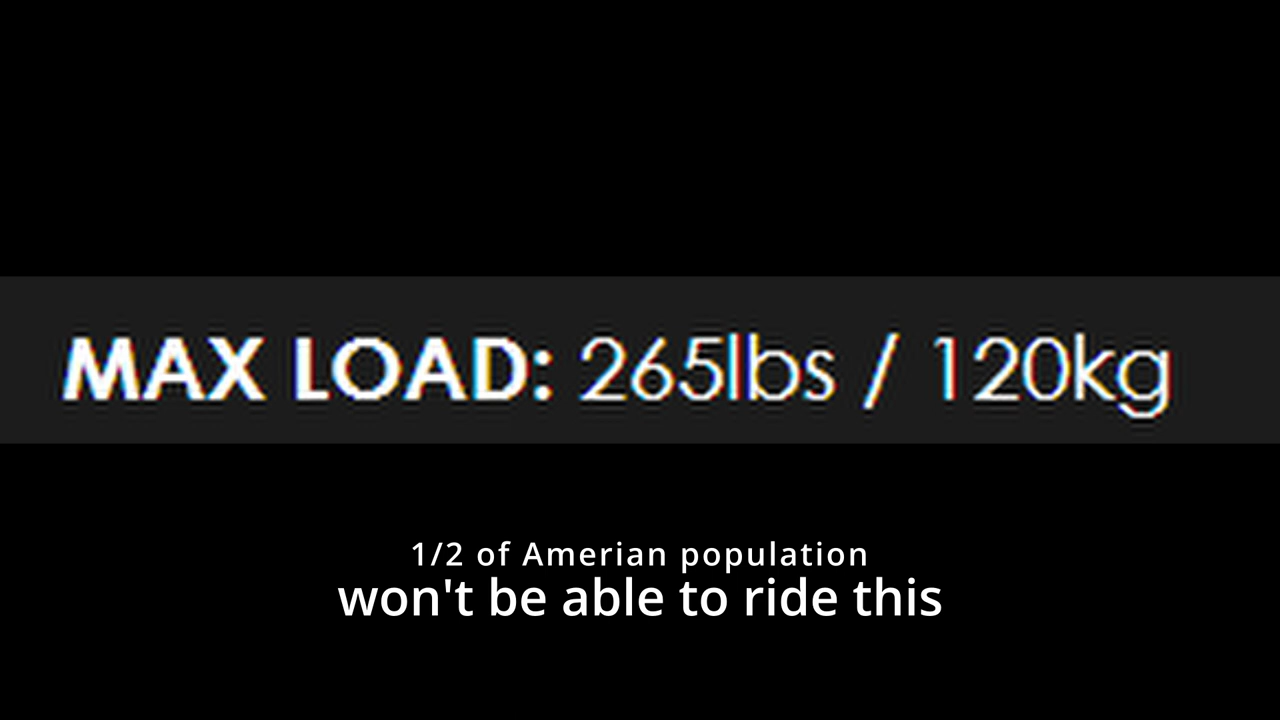 MAX LOAD: 265lbs / 120kg
1/2 of Amerian population
won't be able to ride this